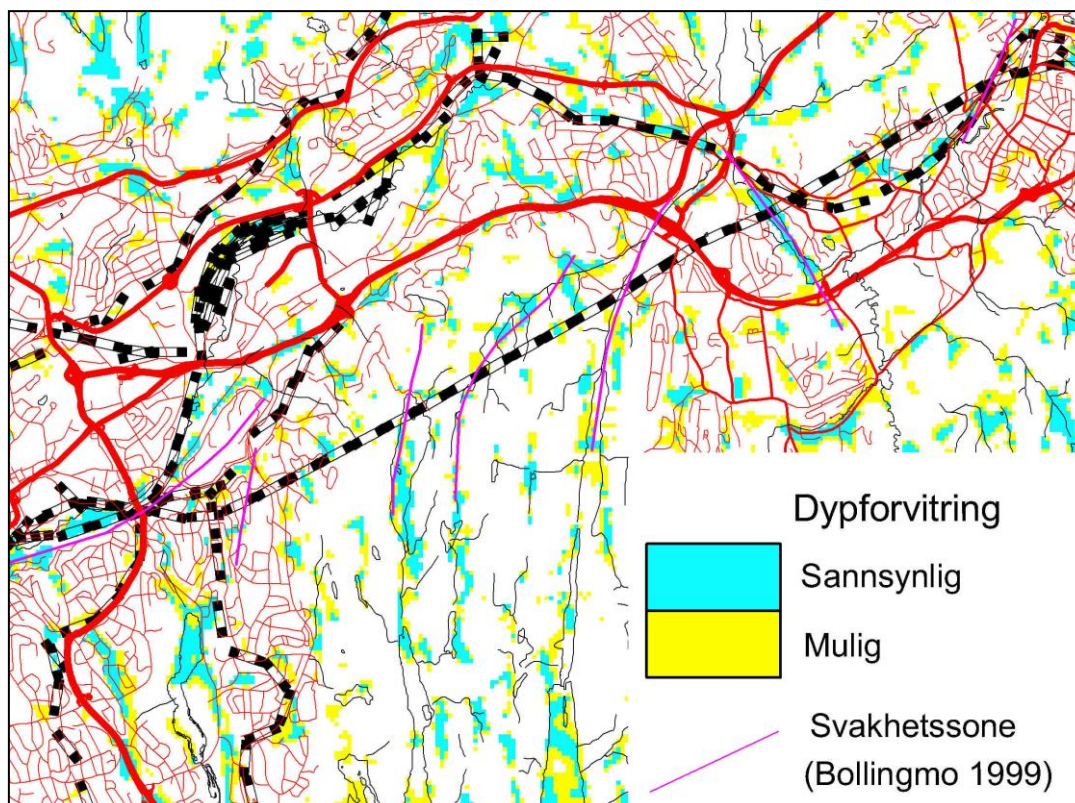 Dypforvitring
Sannsynlig
Mulig
Svakhetssone
(Bollingmo 1999)